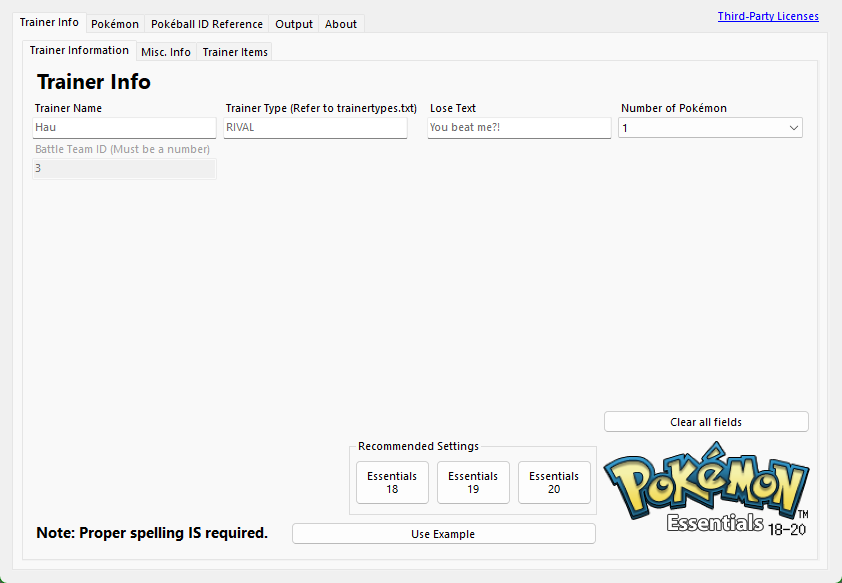 Trainer Info Pokémon Pokéball ID Reference Output About Third-Party Licenses
Trainer Information Misc. Info Trainer Items
Trainer Info
Trainer Name Trainer Type (Refer to trainertypes.txt) Lose Text Number of Pokémon
Hau RIVAL You beat me?! 1
Battle Team ID (Must be a number)
3
Clear all fields
Recommended Settings
Essentials 18 Essentials 19 Essentials 20
POKéMON
Essentials 18-20
TM
Note: Proper spelling IS required. Use Example